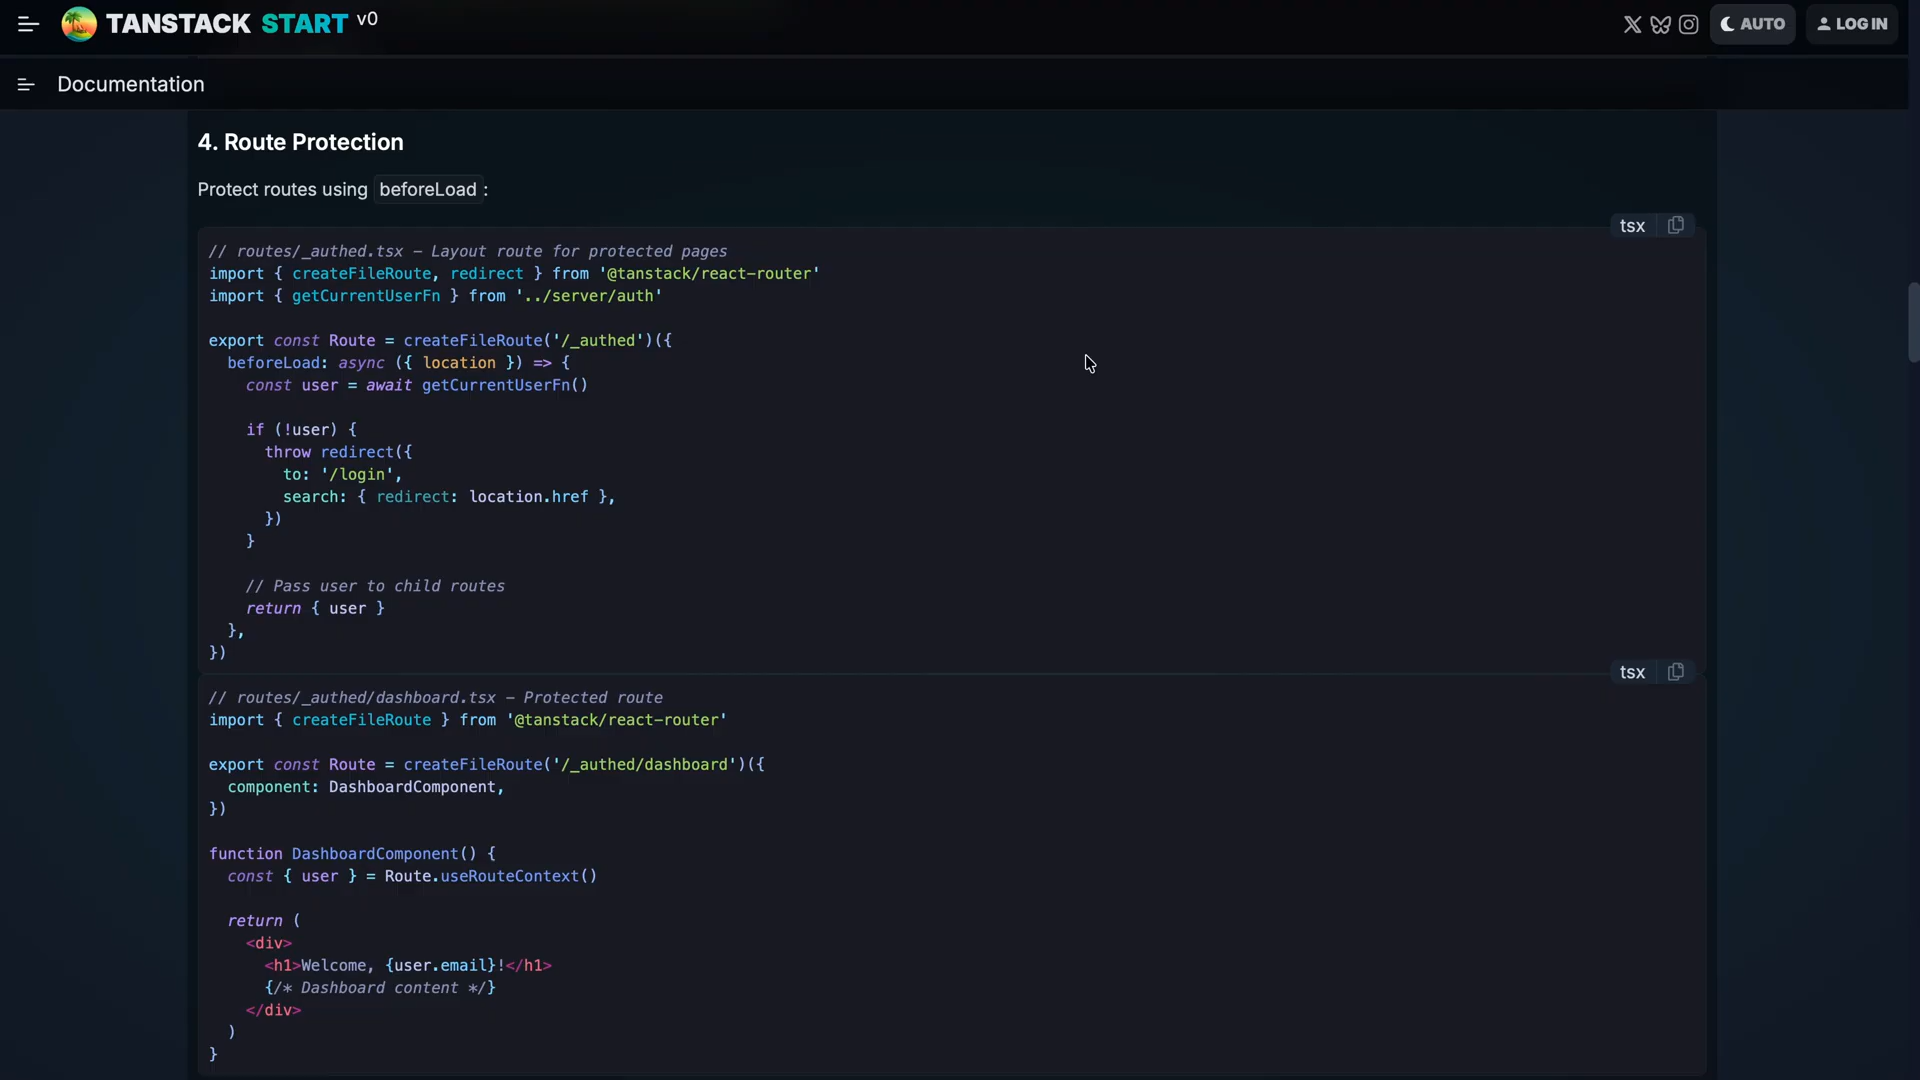 TANSTACK START v0
AUTO
LOG IN
Documentation
4. Route Protection
Protect routes using beforeLoad:
tsx
// routes/_authed.tsx – Layout route for protected pages
import { createFileRoute, redirect } from '@tanstack/react-router'
import { getCurrentUserFn } from '../server/auth'
export const Route = createFileRoute('/_authed')({
  beforeLoad: async ({ location }) => {
    const user = await getCurrentUserFn()
    if (!user) {
      throw redirect({
        to: '/login',
        search: { redirect: location.href },
      })
    }
    // Pass user to child routes
    return { user }
  },
})
tsx
// routes/_authed/dashboard.tsx – Protected route
import { createFileRoute } from '@tanstack/react-router'
export const Route = createFileRoute('/_authed/dashboard')({
  component: DashboardComponent,
})
function DashboardComponent() {
  const { user } = Route.useRouteContext()
  return (
    <div>
      <h1>Welcome, {user.email}!</h1>
      {/* Dashboard content */}
    </div>
  )
}